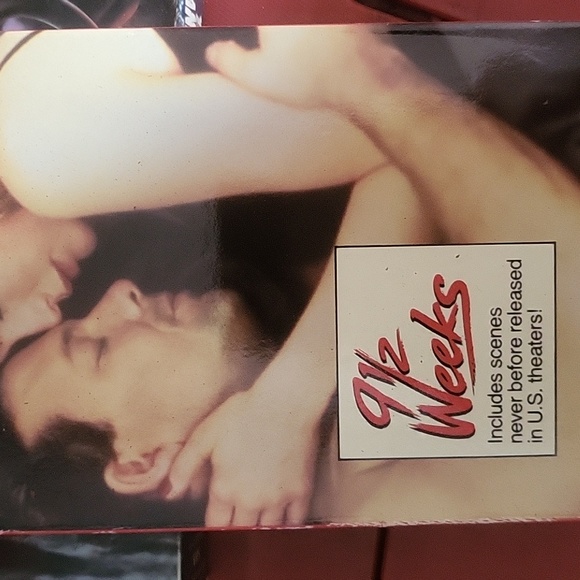 9½
Weeks
Includes scenes
never before released
in U.S. theaters!